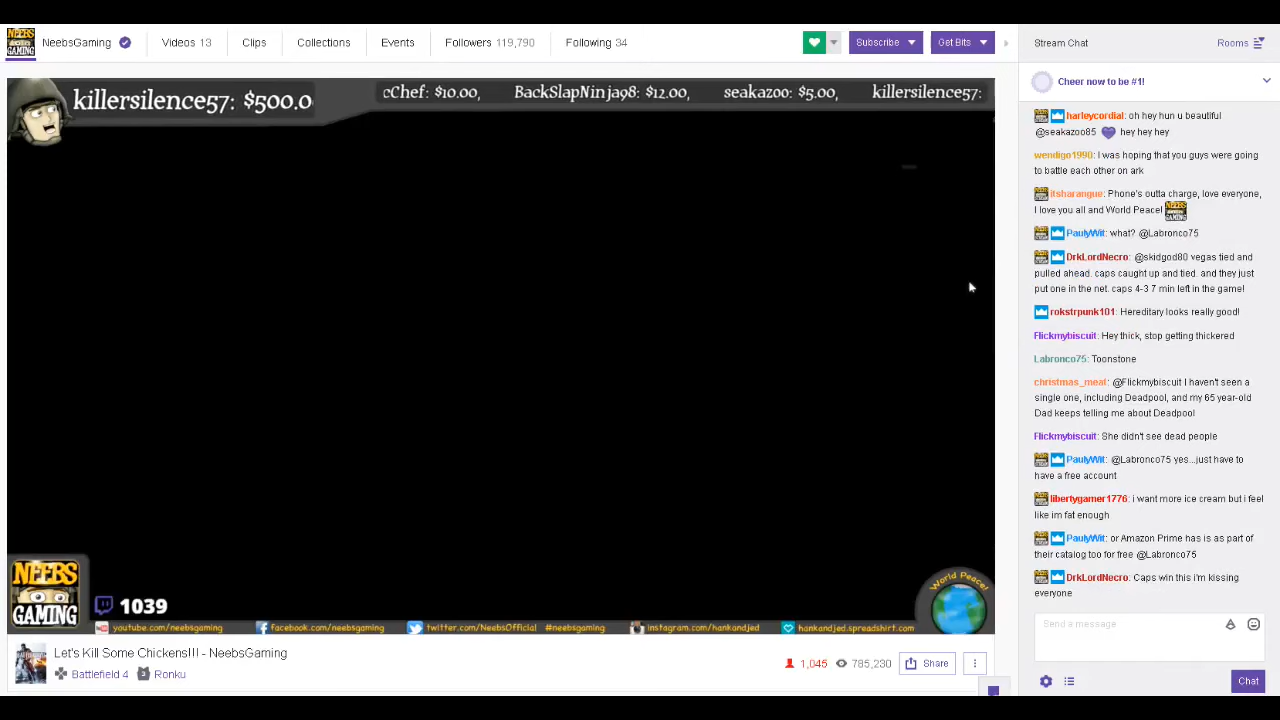 NeebsGaming Videos 13 Clips Collections Events Followers 119,790 Following 34 Subscribe Get Bits
killersilence57: $500.0
cChef: $10.00, BackSlapNinja98: $12.00, seakazoo: $5.00, killersilence57:
NEEBS
GAMING
1039
World Peace!
youtube.com/neebsgaming facebook.com/neebsgaming twitter.com/NeebsOfficial #neebsgaming instagram.com/hankandjed hankandjed.spreadshirt.com
Let's Kill Some Chickens!!! - NeebsGaming
Battlefield 4 Ronku
1,045 785,230 Share
Stream Chat Rooms
Cheer now to be #1!
harleycordial: oh hey hun u beautiful
@seakazoo85 hey hey hey
wendigo1990: I was hoping that you guys were going
to battle each other on ark
itsharangue: Phone's outta charge, love everyone,
I love you all and World Peace!
PaulyWit: what? @Labronco75
DrkLordNecro: @skidgod80 vegas tied and
pulled ahead. caps caught up and tied. and they just
put one in the net. caps 4-3 7 min left in the game!
rokstrpunk101: Hereditary looks really good!
Flickmybiscuit: Hey thick, stop getting thickered
Labronco75: Toonstone
christmas_meat: @Flickmybiscuit I haven't seen a
single one, including Deadpool, and my 65 year-old
Dad keeps telling me about Deadpool
Flickmybiscuit: She didn't see dead people
PaulyWit: @Labronco75 yes...just have to
have a free account
libertygamer1776: i want more ice cream but i feel
like im fat enough
PaulyWit: or Amazon Prime has is as part of
their catalog too for free @Labronco75
DrkLordNecro: Caps win this i'm kissing
everyone
Send a message
Chat